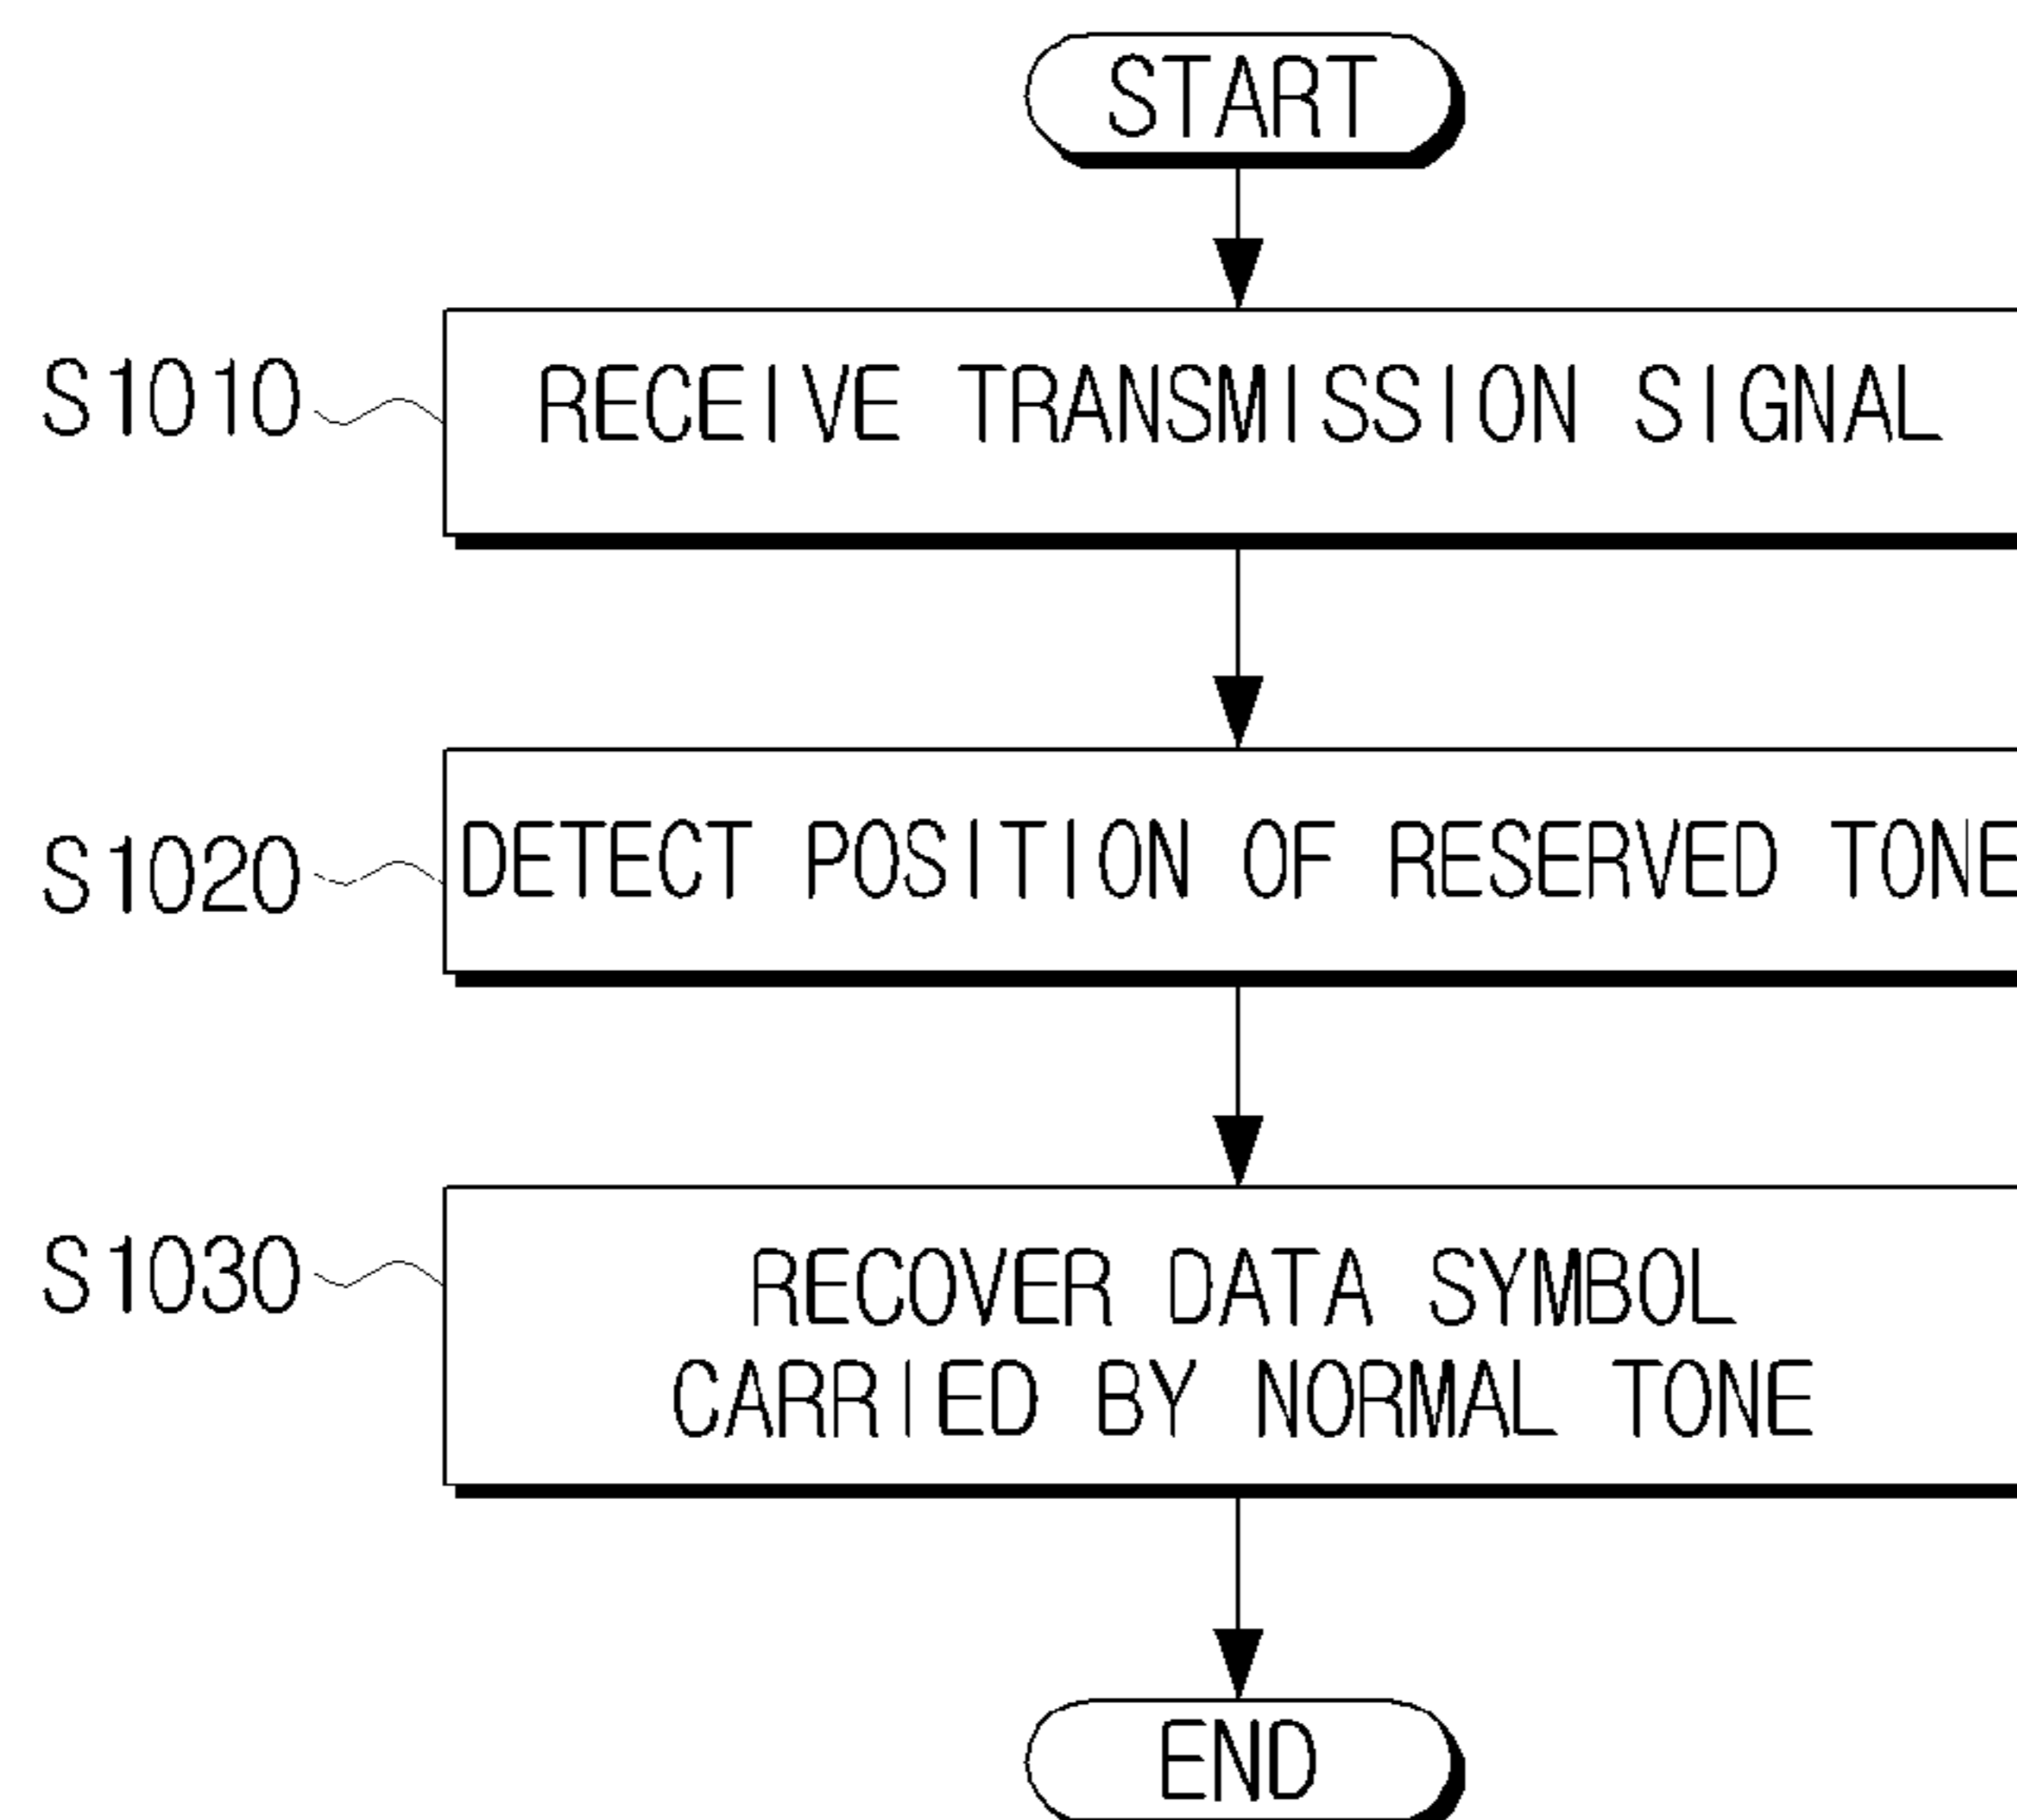 START
S1010
RECEIVE TRANSMISSION SIGNAL
S1020
DETECT POSITION OF RESERVED TONE
S1030
RECOVER DATA SYMBOL
CARRIED BY NORMAL TONE
END